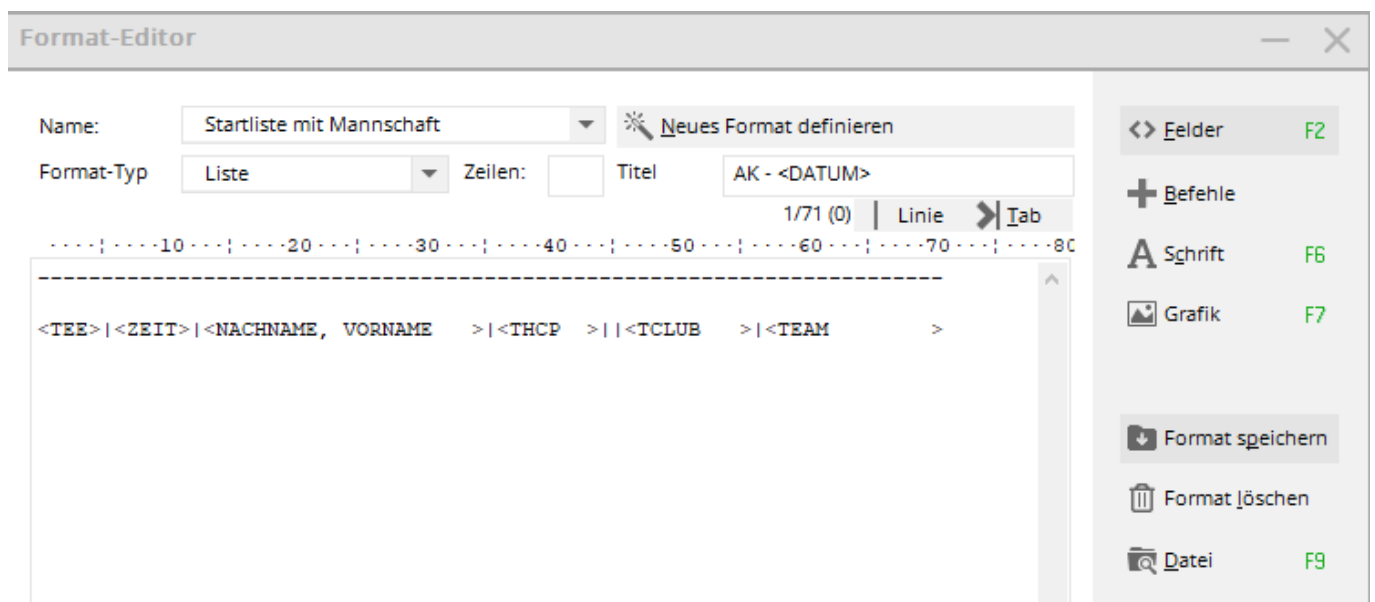 Format-Editor
Name: Startliste mit Mannschaft Neues Format definieren
Format-Typ Liste Zeilen: Titel AK - <DATUM>
1/71 (0) Linie Tab
····¦····10···¦····20···¦····30···¦····40···¦····50···¦····60···¦····70···¦····80
-----------------------------------------------------------------------
<TEE>|<ZEIT>|<NACHNAME, VORNAME   >|<THCP  >||<TCLUB   >|<TEAM        >
Felder F2
Befehle
Schrift F6
Grafik F7
Format speichern
Format löschen
Datei F9